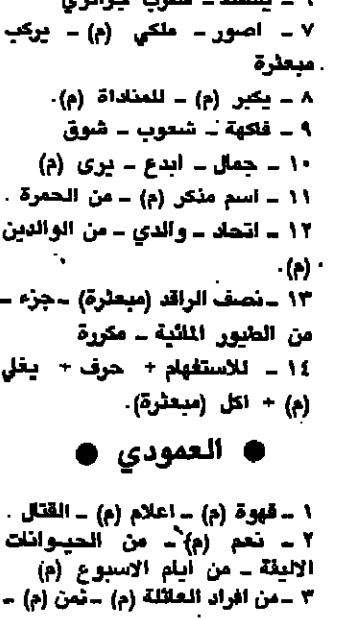 ٧ ـ اصور ـ ملكي (م) ـ يركب
مبعثرة.
٨ ـ يكبر (م) ـ للمناداة (م).
٩ ـ فاكهة ـ شعوب ـ شوق
١٠ ـ جمال ـ ابدع ـ يرى (م)
١١ ـ اسم مذكر (م) ـ من الحمرة .
١٢ ـ اتحاد ـ والدي ـ من الوالدين
(م).
١٣ ـ نصف الراقد (مبعثرة) ـ جزء ـ
من الطيور المائية ـ مكررة
١٤ ـ للاستفهام + حرف + يغلي
(م) + اكل (مبعثرة).
● العمودي ●
١ ـ قهوة (م) ـ اعلام (م) ـ القتال .
٢ ـ نعم (م) ـ من الحيوانات
الاليفة ـ من ايام الاسبوع (م)
٣ ـ من افراد العائلة (م) ـ ثمن (م) ـ